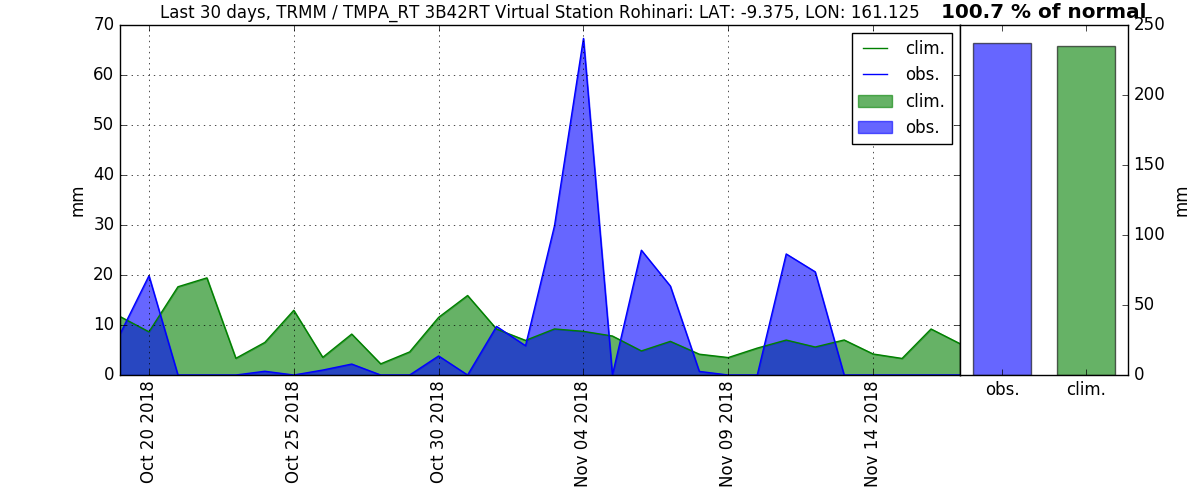 Last 30 days, TRMM / TMPA_RT 3B42RT Virtual Station Rohinari: LAT: -9.375, LON: 161.125
100.7 % of normal
70
60
50
40
30
20
10
0
mm
clim.
obs.
clim.
obs.
250
200
150
100
50
0
mm
Oct 20 2018
Oct 25 2018
Oct 30 2018
Nov 04 2018
Nov 09 2018
Nov 14 2018
obs.
clim.